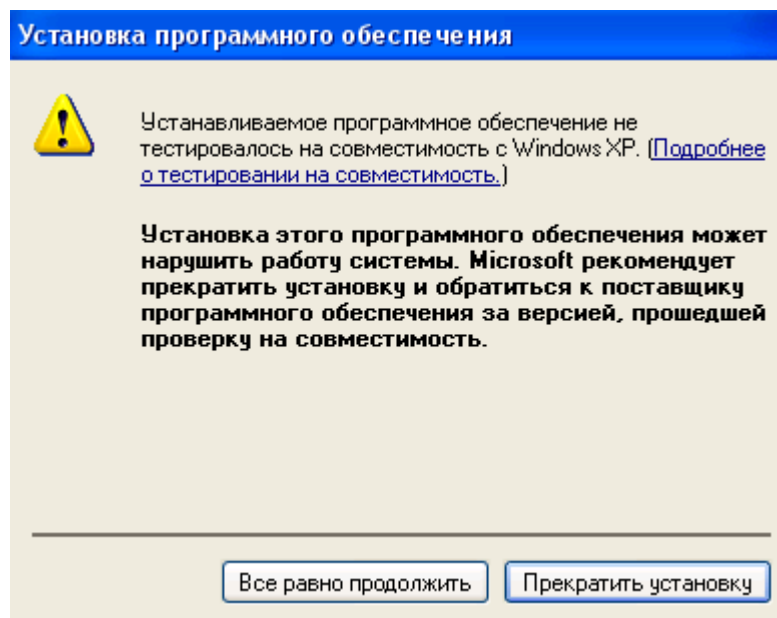 Установка программного обеспечения
Устанавливаемое программное обеспечение не
тестировалось на совместимость с Windows XP. (Подробнее
о тестировании на совместимость.)
Установка этого программного обеспечения может
нарушить работу системы. Microsoft рекомендует
прекратить установку и обратиться к поставщику
программного обеспечения за версией, прошедшей
проверку на совместимость.
Все равно продолжить
Прекратить установку